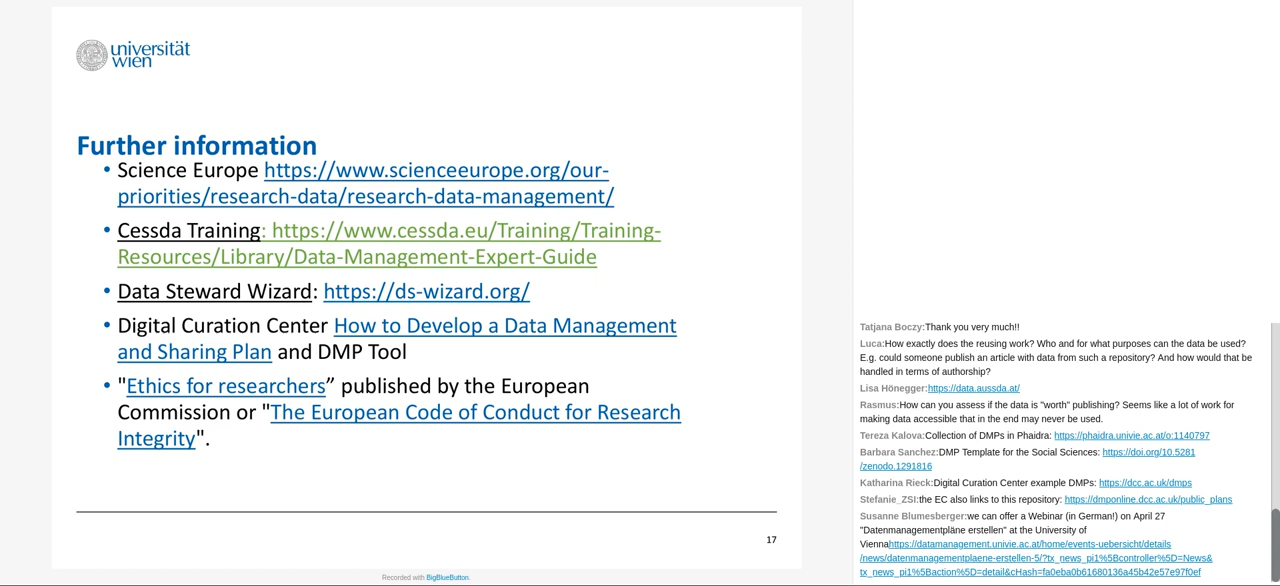 universität
wien
Further information
• Science Europe https://www.scienceeurope.org/our-
priorities/research-data/research-data-management/
• Cessda Training: https://www.cessda.eu/Training/Training-
Resources/Library/Data-Management-Expert-Guide
• Data Steward Wizard: https://ds-wizard.org/
• Digital Curation Center How to Develop a Data Management
and Sharing Plan and DMP Tool
• "Ethics for researchers” published by the European
Commission or "The European Code of Conduct for Research
Integrity".
17
Recorded with BigBlueButton.
Tatjana Boczy:Thank you very much!!
Luca:How exactly does the reusing work? Who and for what purposes can the data be used?
E.g. could someone publish an article with data from such a repository? And how would that be
handled in terms of authorship?
Lisa Hönegger:https://data.aussda.at/
Rasmus:How can you assess if the data is "worth" publishing? Seems like a lot of work for
making data accessible that in the end may never be used.
Tereza Kalova:Collection of DMPs in Phaidra: https://phaidra.univie.ac.at/o:1140797
Barbara Sanchez:DMP Template for the Social Sciences: https://doi.org/10.5281
/zenodo.1291816
Katharina Rieck:Digital Curation Center example DMPs: https://dcc.ac.uk/dmps
Stefanie_ZSI:the EC also links to this repository: https://dmponline.dcc.ac.uk/public_plans
Susanne Blumesberger:we can offer a Webinar (in German!) on April 27
"Datenmanagementpläne erstellen" at the University of
Viennahttps://datamanagement.univie.ac.at/home/events-uebersicht/details
/news/datenmanagementplaene-erstellen-5/?tx_news_pi1%5Bcontroller%5D=News&
tx_news_pi1%5Baction%5D=detail&cHash=fa0eba0b61680136a45b42e57e97f0ef